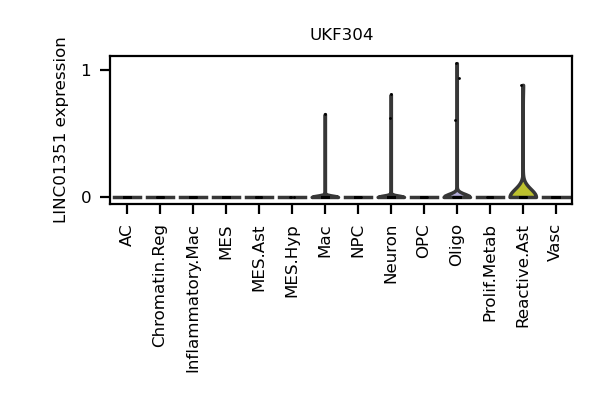 UKF304
LINC01351 expression
1
0
AC
Chromatin.Reg
Inflammatory.Mac
MES
MES.Ast
MES.Hyp
Mac
NPC
Neuron
OPC
Oligo
Prolif.Metab
Reactive.Ast
Vasc